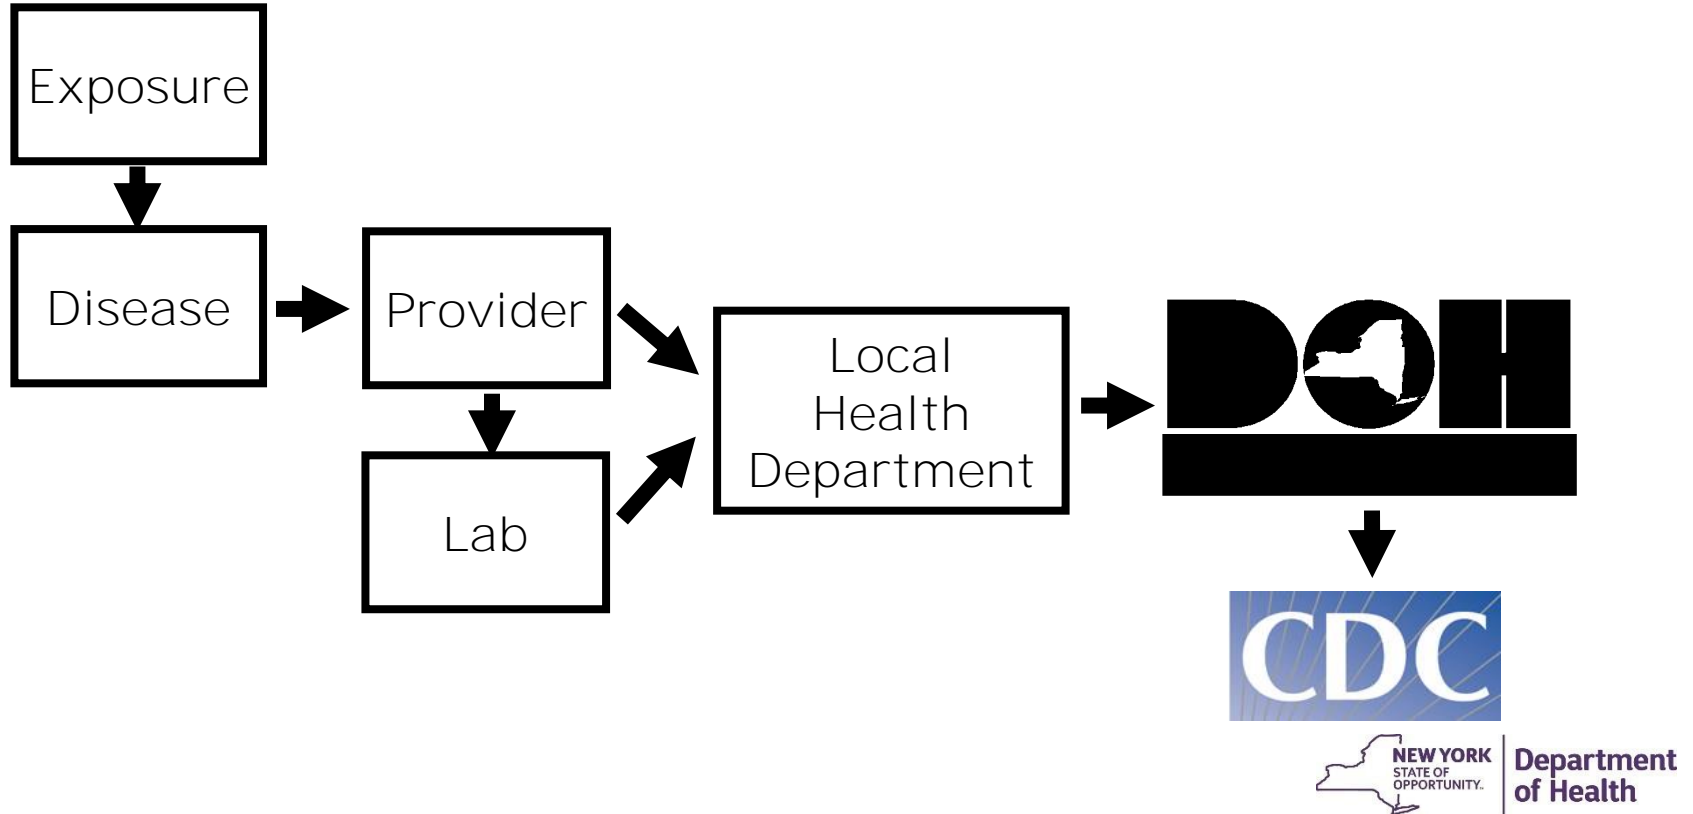 Exposure
Disease
Provider
Lab
Local
Health
Department
DOH
CDC
NEW YORK
STATE OF
OPPORTUNITY..
Department
of Health